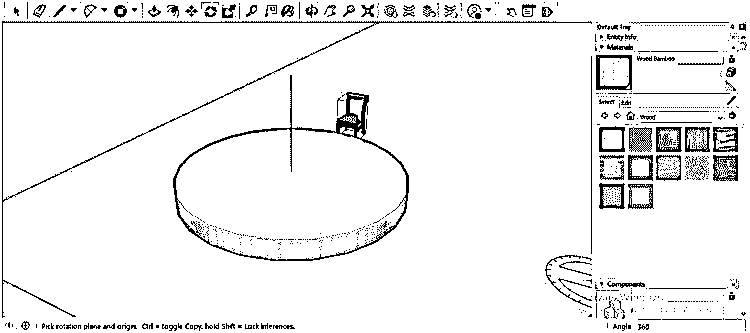 Default Tray
Entity Info
Materials
Wood Bamboo
Select Edit
Wood
Components
Pick rotation plane and origin. Ctrl = toggle Copy, hold Shift = Lock Inferences.
Angle 360